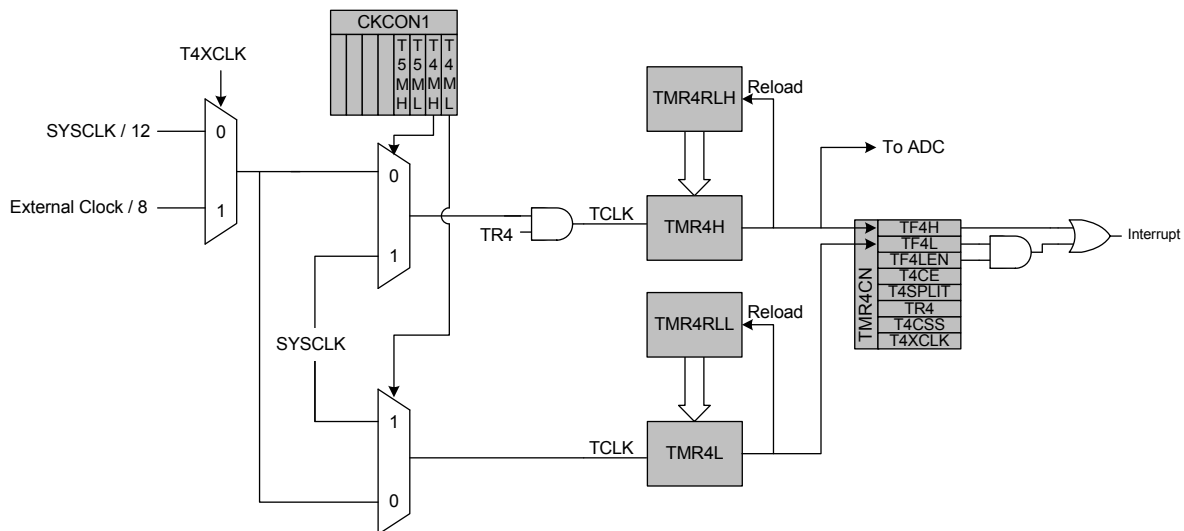 CKCON1
T5MH
T5ML
T4MH
T4ML
T4XCLK
SYSCLK / 12
0
External Clock / 8
1
0
1
SYSCLK
1
0
TR4
TCLK
TMR4RLH
Reload
TMR4H
To ADC
TCLK
TMR4RLL
Reload
TMR4L
TMR4CN
TF4H
TF4L
TF4LEN
T4CE
T4SPLIT
TR4
T4CSS
T4XCLK
Interrupt